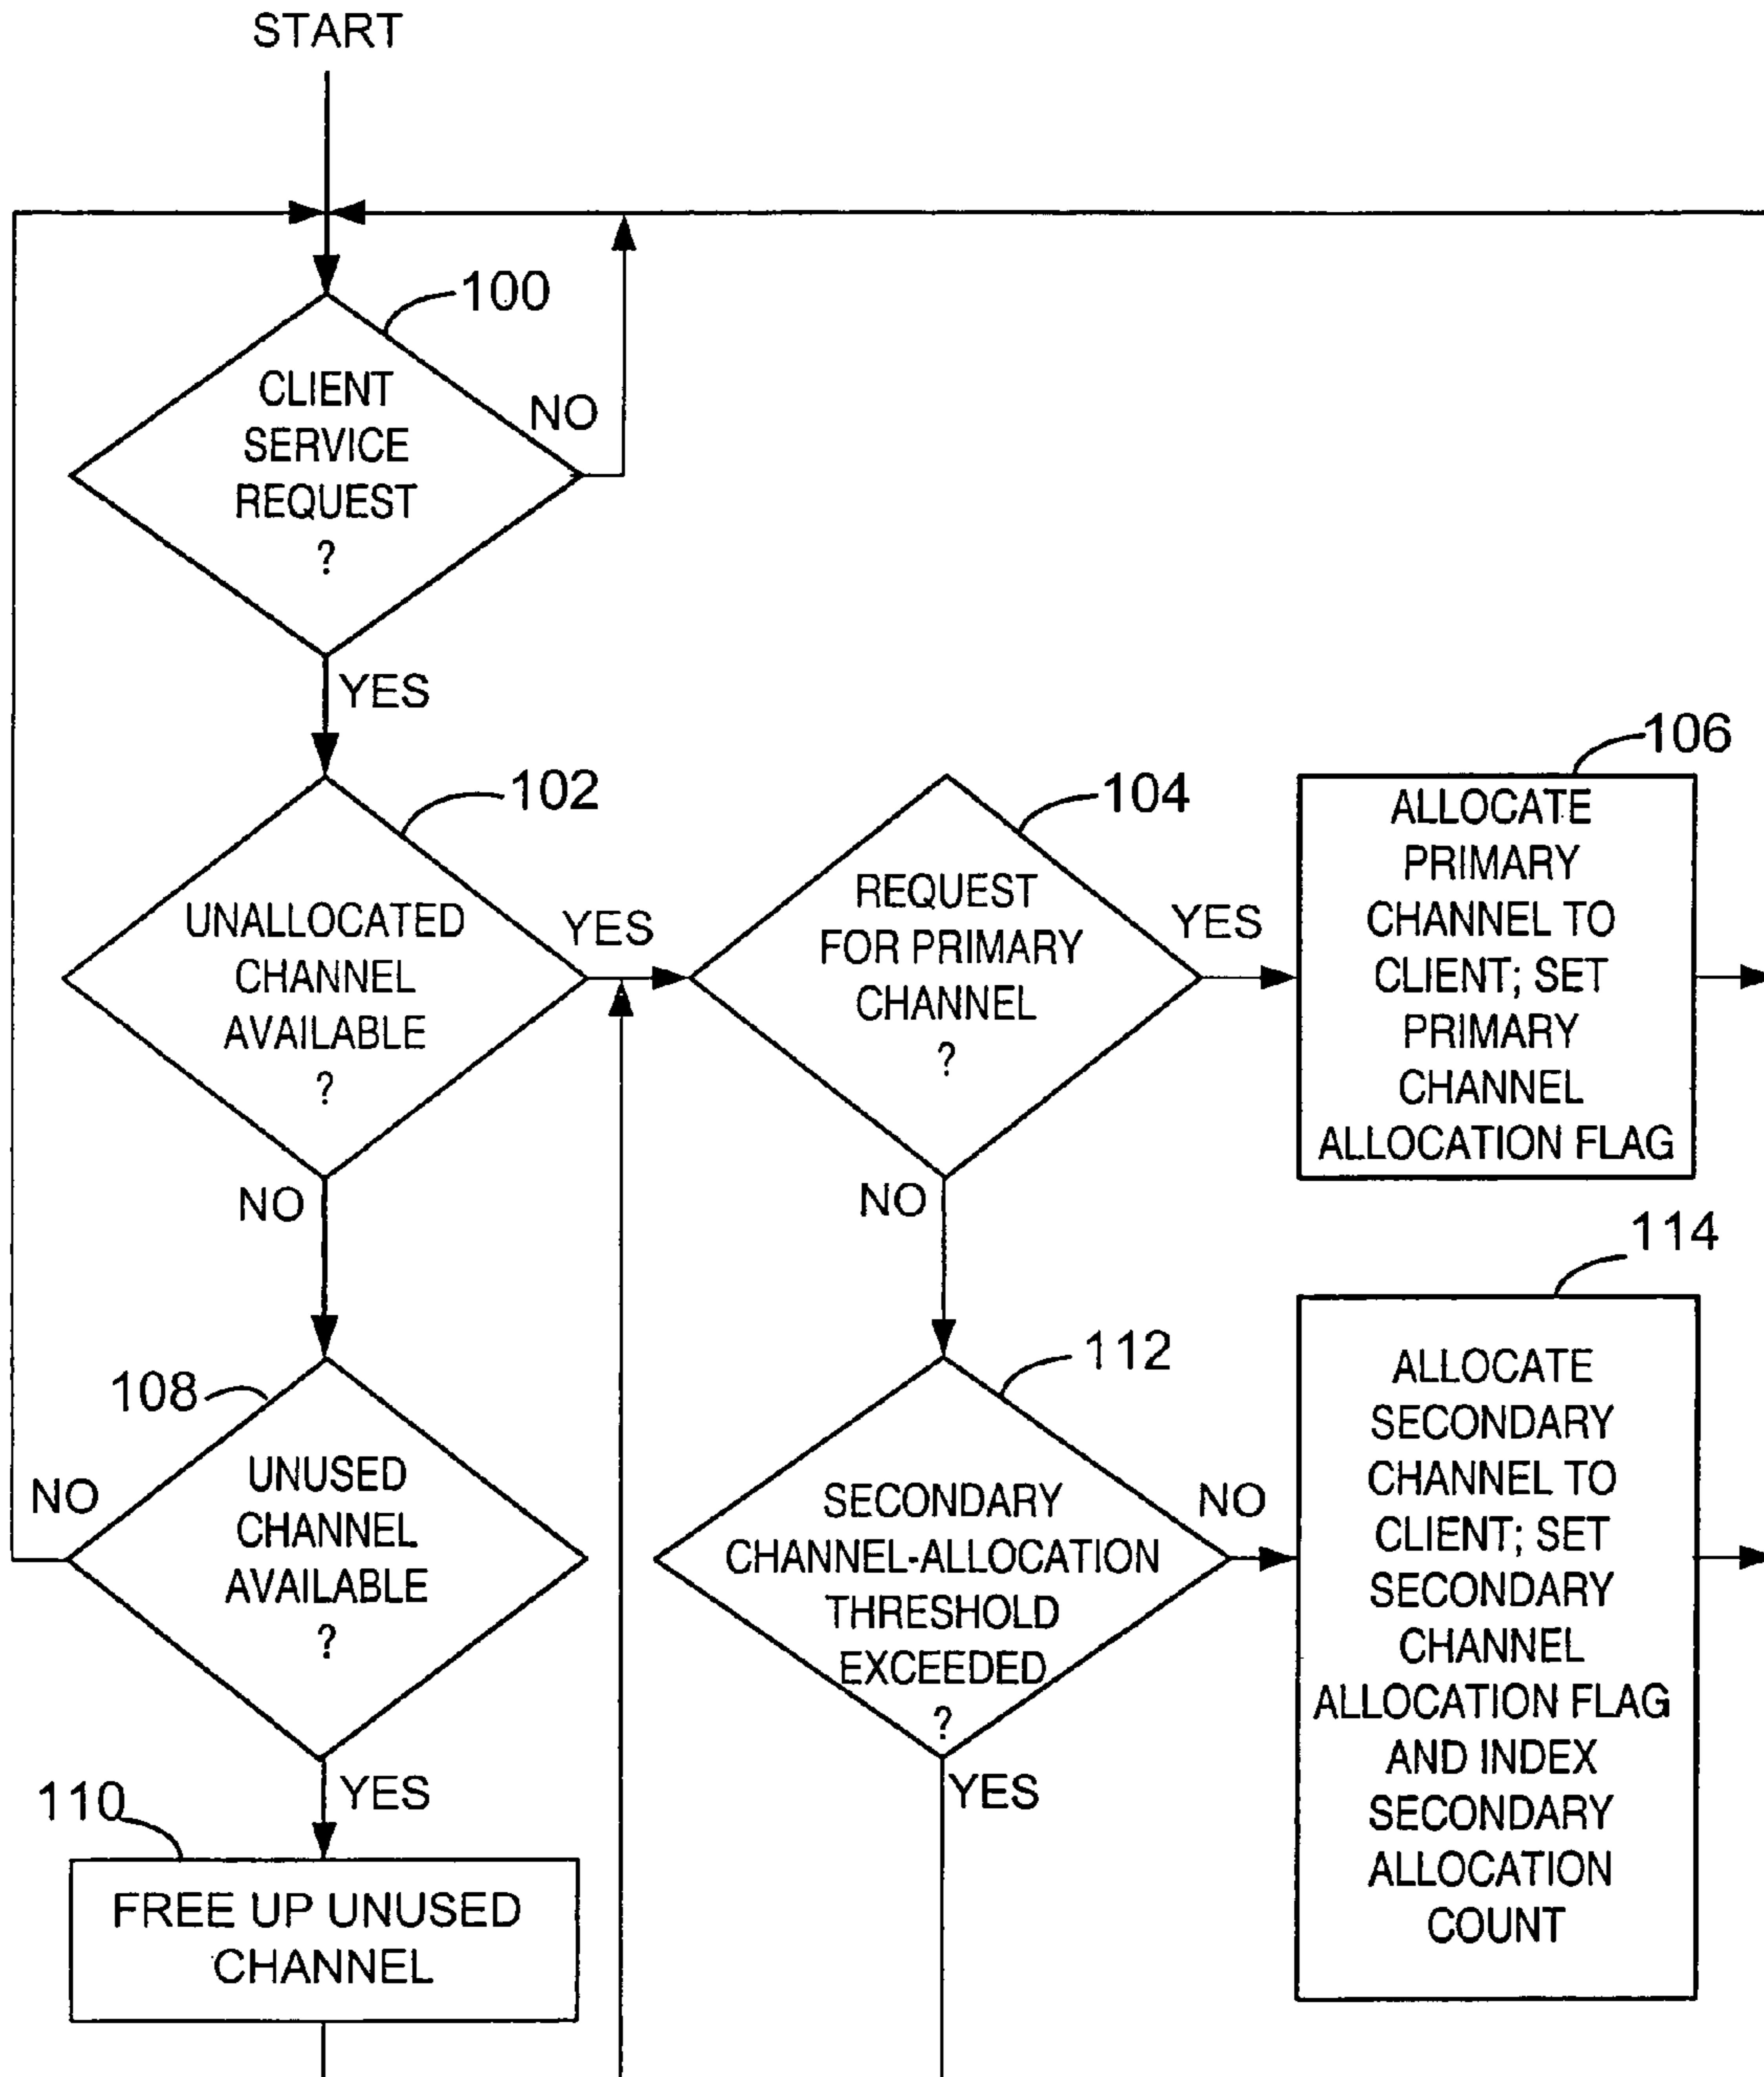 START
100
CLIENT
SERVICE
REQUEST
?
NO
YES
102
UNALLOCATED
CHANNEL
AVAILABLE
?
YES
NO
104
REQUEST
FOR PRIMARY
CHANNEL
?
YES
NO
106
ALLOCATE
PRIMARY
CHANNEL TO
CLIENT; SET
PRIMARY
CHANNEL
ALLOCATION FLAG
108
UNUSED
CHANNEL
AVAILABLE
?
NO
YES
110
FREE UP UNUSED
CHANNEL
112
SECONDARY
CHANNEL-ALLOCATION
THRESHOLD
EXCEEDED
?
NO
YES
114
ALLOCATE
SECONDARY
CHANNEL TO
CLIENT; SET
SECONDARY
CHANNEL
ALLOCATION FLAG
AND INDEX
SECONDARY
ALLOCATION
COUNT